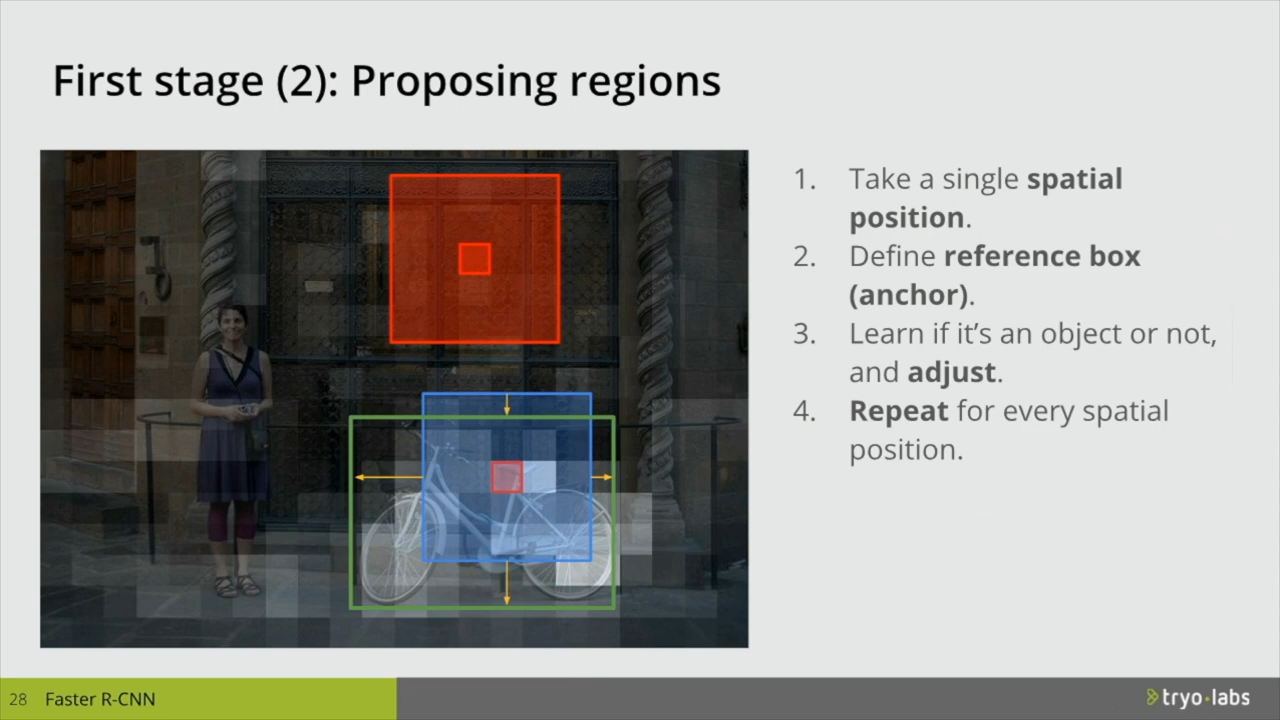 First stage (2): Proposing regions
1. Take a single spatial
position.
2. Define reference box
(anchor).
3. Learn if it’s an object or not,
and adjust.
4. Repeat for every spatial
position.
28 Faster R-CNN
tryo·labs